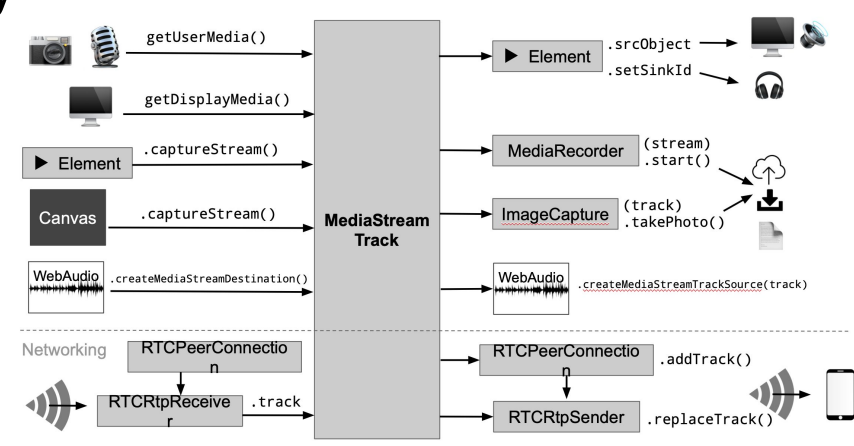 getUserMedia()
getDisplayMedia()
▶ Element
.captureStream()
Canvas
.captureStream()
WebAudio
.createMediaStreamDestination()
MediaStream
Track
▶ Element
.srcObject
.setSinkId
MediaRecorder
(stream)
.start()
ImageCapture
(track)
.takePhoto()
WebAudio
.createMediaStreamTrackSource(track)
Networking
RTCPeerConnectio
n
RTCRtpReceive
r
.track
RTCPeerConnectio
n
.addTrack()
RTCRtpSender
.replaceTrack()